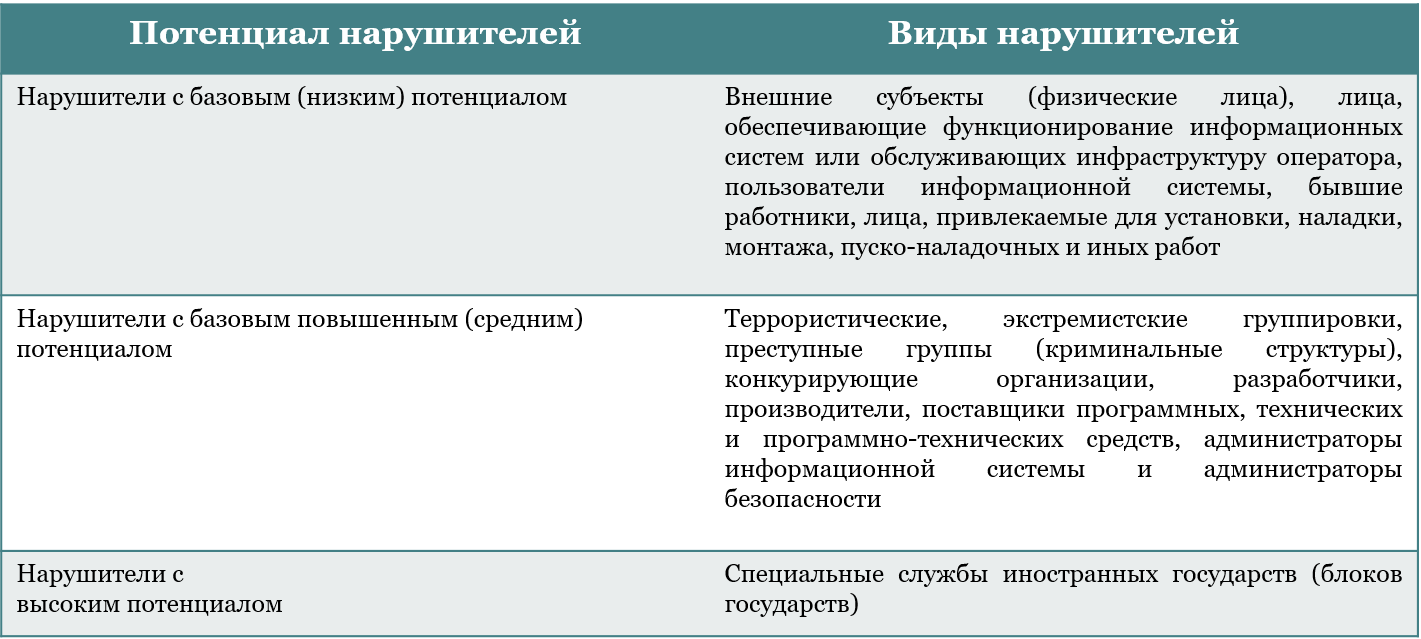 Потенциал нарушителей
Виды нарушителей
Нарушители с базовым (низким) потенциалом
Внешние субъекты (физические лица), лица,
обеспечивающие функционирование информационных
систем или обслуживающих инфраструктуру оператора,
пользователи информационной системы, бывшие
работники, лица, привлекаемые для установки, наладки,
монтажа, пуско-наладочных и иных работ
Нарушители с базовым повышенным (средним)
потенциалом
Террористические, экстремистские группировки,
преступные группы (криминальные структуры),
конкурирующие организации, разработчики,
производители, поставщики программных, технических
и программно-технических средств, администраторы
информационной системы и администраторы
безопасности
Нарушители с
высоким потенциалом
Специальные службы иностранных государств (блоков
государств)